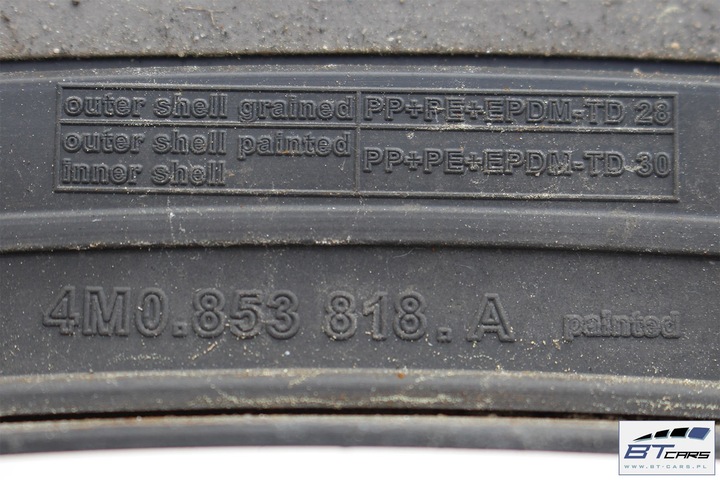 outer shell grained PP+PE+EPDM-TD 28
outer shell painted
inner shell PP+PE+EPDM-TD 30
4M0.853 818. A painted
BTCARS
WWW.BT-CARS.PL